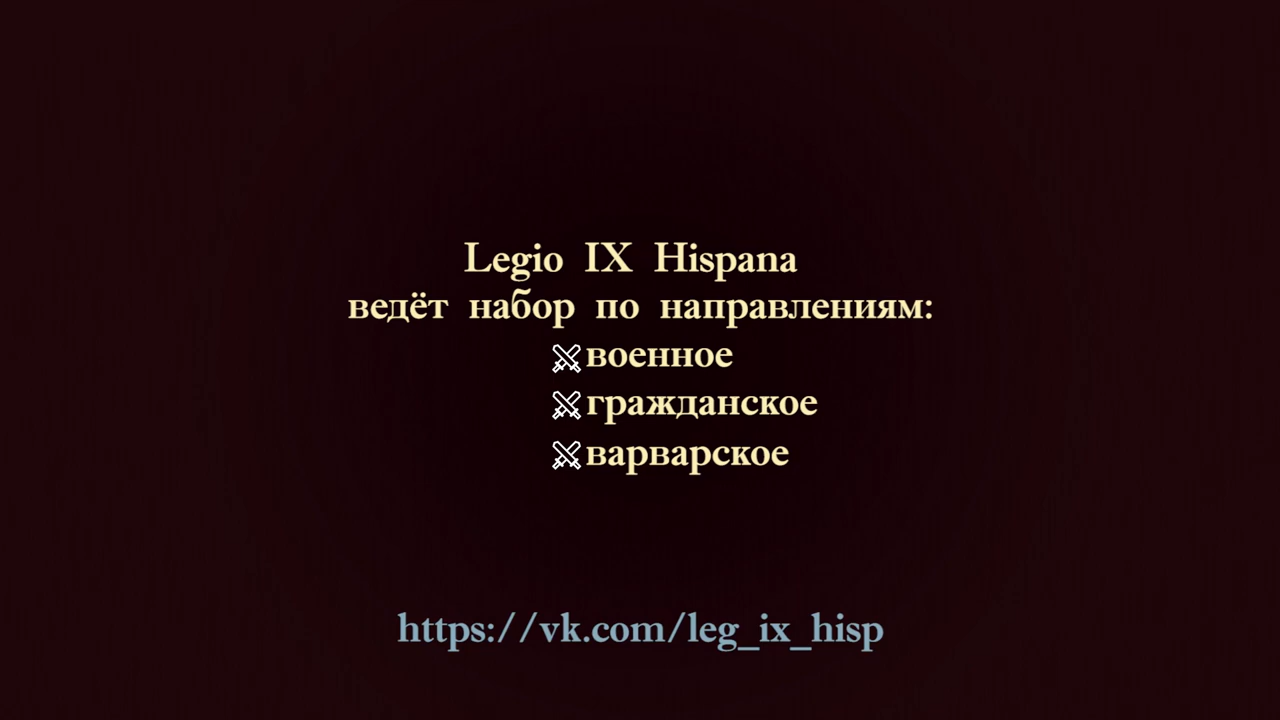 Legio IX Hispana
ведёт набор по направлениям:
⚔военное
⚔гражданское
⚔варварское
https://vk.com/leg_ix_hisp